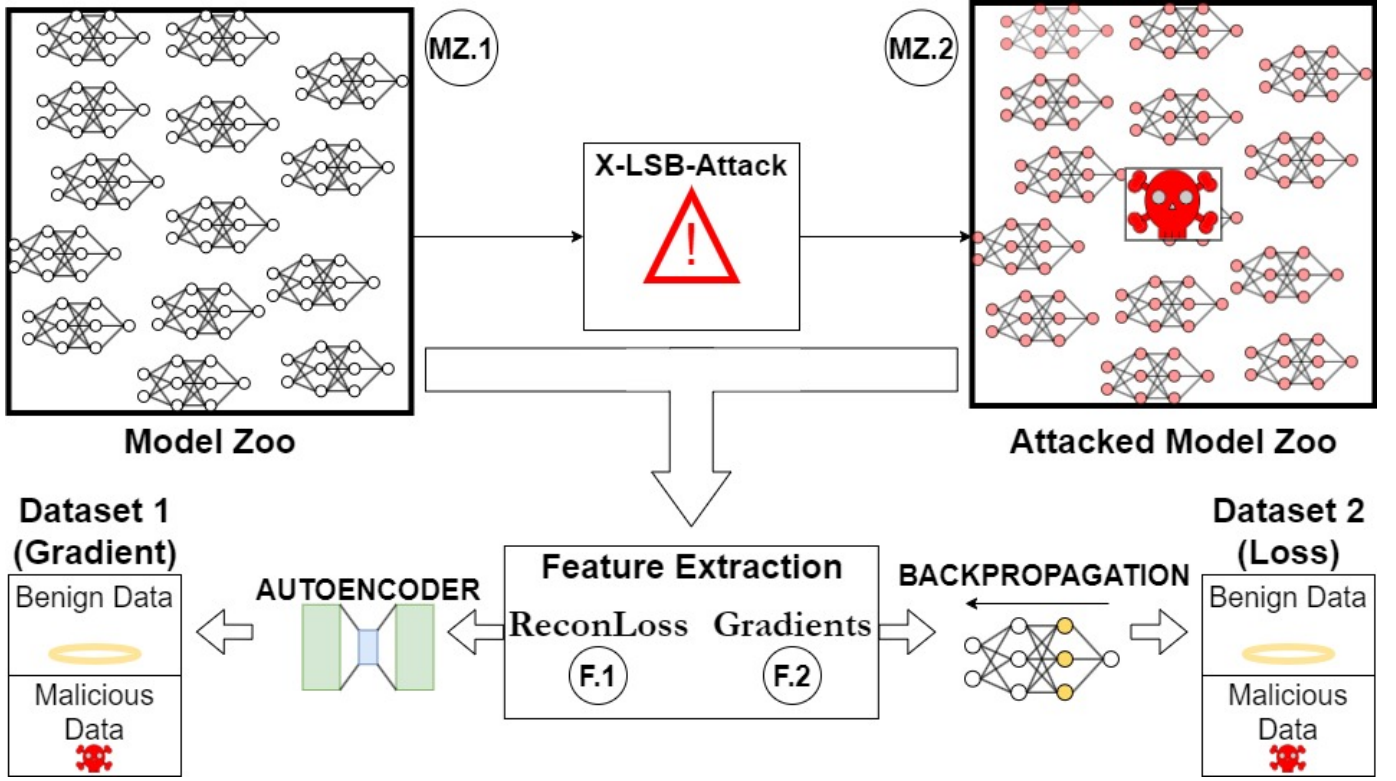 MZ.1
MZ.2
X-LSB-Attack
!
Model Zoo
Attacked Model Zoo
Dataset 1
(Gradient)
Benign Data
Malicious
Data
AUTOENCODER
Feature Extraction
ReconLoss
Gradients
F.1
F.2
BACKPROPAGATION
Dataset 2
(Loss)
Benign Data
Malicious
Data